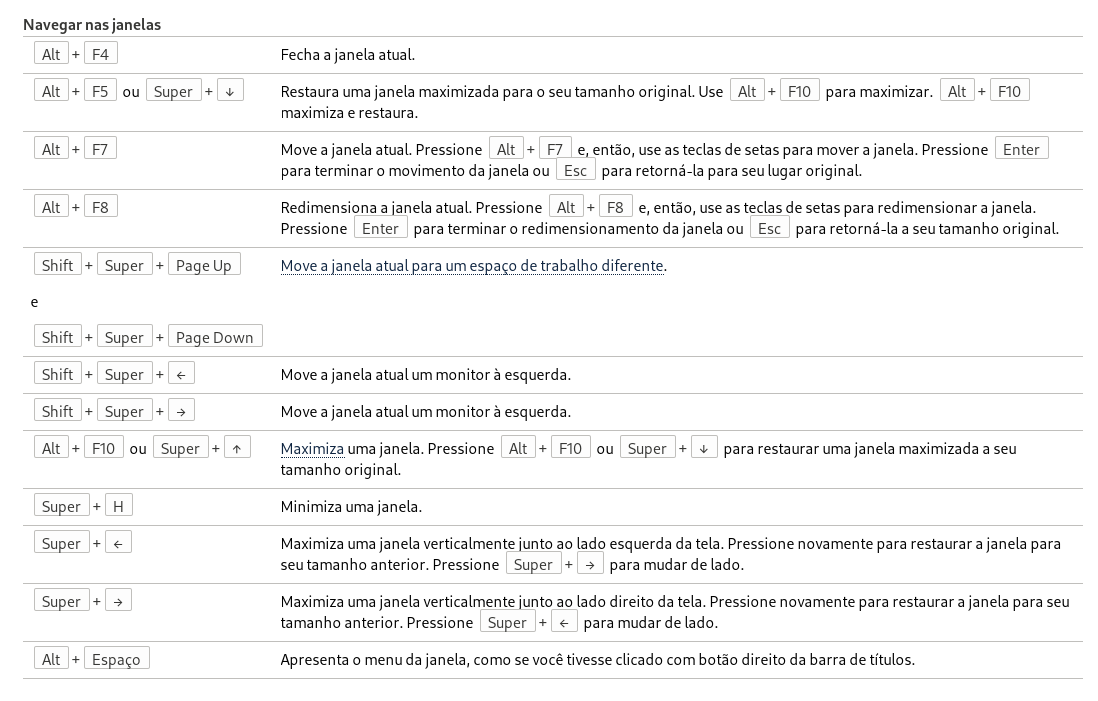 Navegar nas janelas
Alt + F4 Fecha a janela atual.
Alt + F5 ou Super + ↓ Restaura uma janela maximizada para o seu tamanho original. Use Alt + F10 para maximizar. Alt + F10
maximiza e restaura.
Alt + F7 Move a janela atual. Pressione Alt + F7 e, então, use as teclas de setas para mover a janela. Pressione Enter
para terminar o movimento da janela ou Esc para retorná-la para seu lugar original.
Alt + F8 Redimensiona a janela atual. Pressione Alt + F8 e, então, use as teclas de setas para redimensionar a janela.
Pressione Enter para terminar o redimensionamento da janela ou Esc para retorná-la a seu tamanho original.
Shift + Super + Page Up Move a janela atual para um espaço de trabalho diferente.
e
Shift + Super + Page Down
Shift + Super + ← Move a janela atual um monitor à esquerda.
Shift + Super + → Move a janela atual um monitor à esquerda.
Alt + F10 ou Super + ↑ Maximiza uma janela. Pressione Alt + F10 ou Super + ↓ para restaurar uma janela maximizada a seu
tamanho original.
Super + H Minimiza uma janela.
Super + ← Maximiza uma janela verticalmente junto ao lado esquerda da tela. Pressione novamente para restaurar a janela para
seu tamanho anterior. Pressione Super + → para mudar de lado.
Super + → Maximiza uma janela verticalmente junto ao lado direito da tela. Pressione novamente para restaurar a janela para seu
tamanho anterior. Pressione Super + ← para mudar de lado.
Alt + Espaço Apresenta o menu da janela, como se você tivesse clicado com botão direito da barra de títulos.